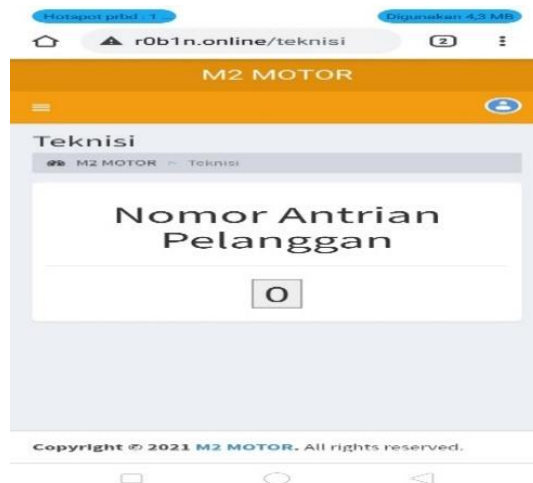 Hotspot pribd : 1 ...
Digunakan 4,3 MB
r0b1n.online/teknisi
2
M2 MOTOR
Teknisi
M2 MOTOR > Teknisi
Nomor Antrian
Pelanggan
0
Copyright © 2021 M2 MOTOR. All rights reserved.